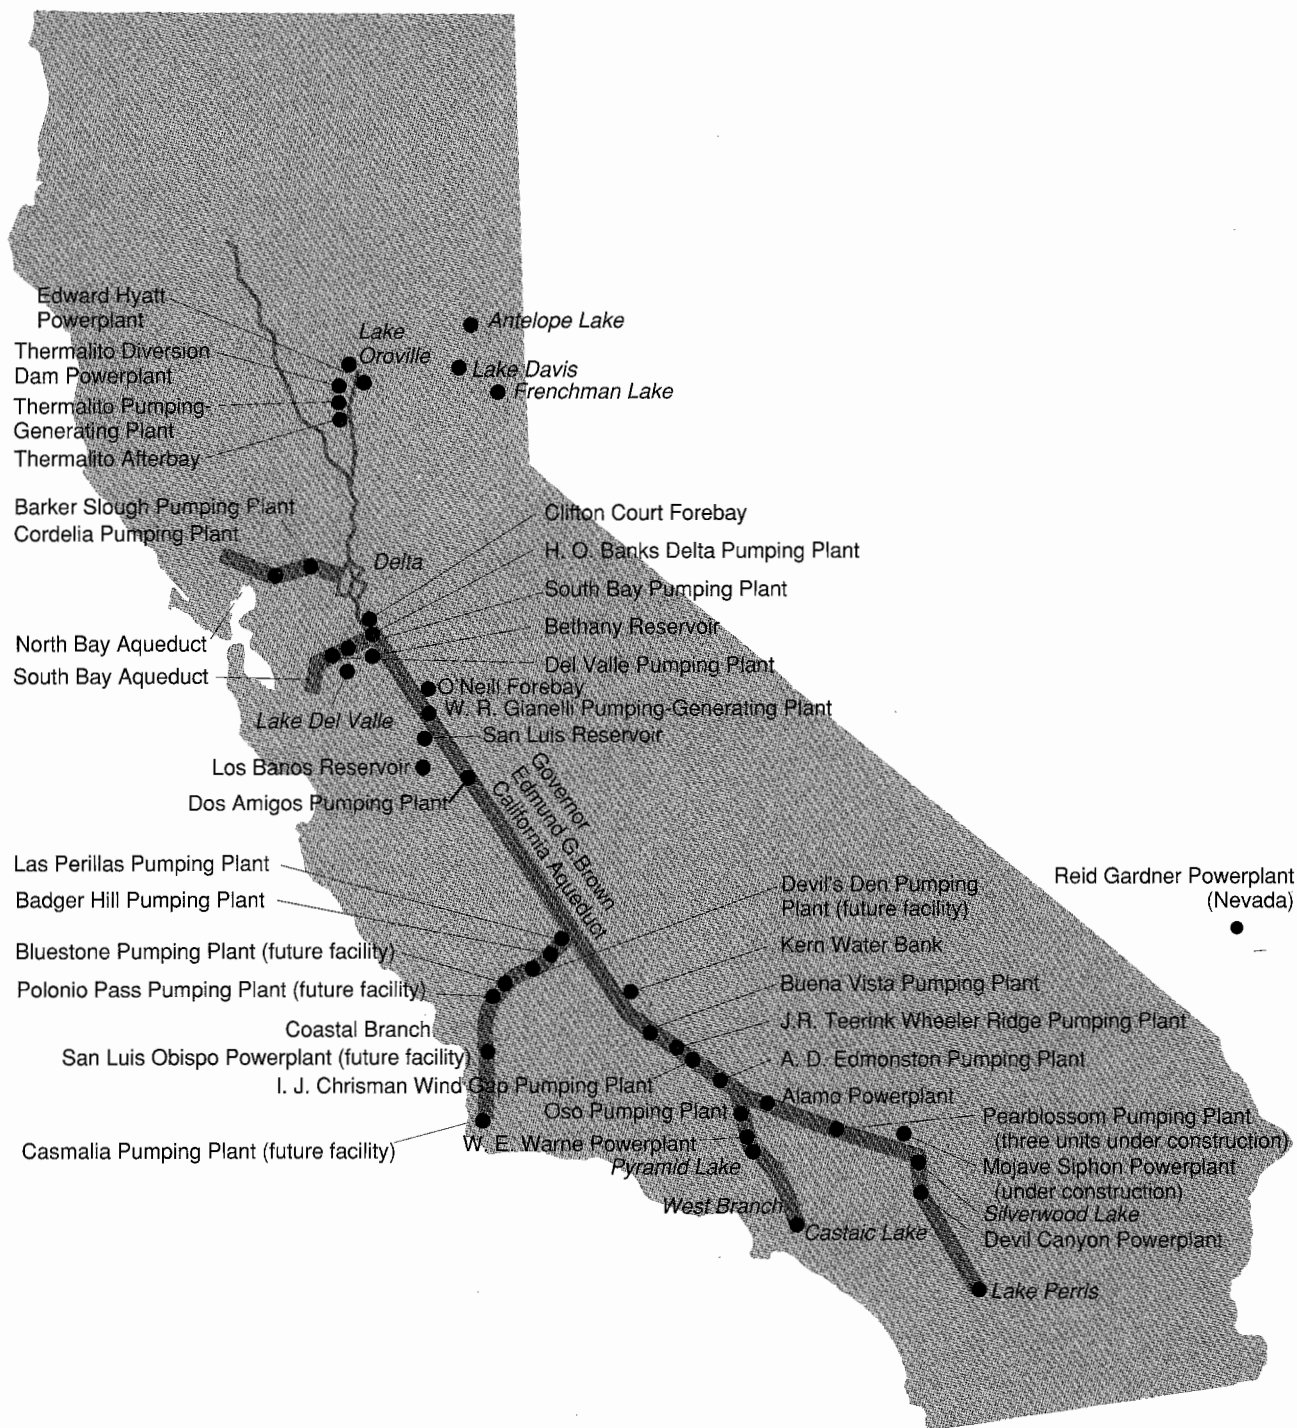 Edward Hyatt
Powerplant
Lake
Oroville
Antelope Lake
Thermalito Diversion
Dam Powerplant
Lake Davis
Frenchman Lake
Thermalito Pumping-
Generating Plant
Thermalito Afterbay
Barker Slough Pumping Plant
Cordelia Pumping Plant
Clifton Court Forebay
Delta
H. O. Banks Delta Pumping Plant
South Bay Pumping Plant
Bethany Reservoir
North Bay Aqueduct
Del Valle Pumping Plant
South Bay Aqueduct
O'Neill Forebay
W. R. Gianelli Pumping-Generating Plant
Lake Del Valle
San Luis Reservoir
Los Banos Reservoir
Dos Amigos Pumping Plant
Governor
Edmund G. Brown
California Aqueduct
Las Perillas Pumping Plant
Badger Hill Pumping Plant
Devil's Den Pumping
Plant (future facility)
Reid Gardner Powerplant
(Nevada)
Bluestone Pumping Plant (future facility)
Kern Water Bank
Polonio Pass Pumping Plant (future facility)
Buena Vista Pumping Plant
Coastal Branch
J.R. Teerink Wheeler Ridge Pumping Plant
San Luis Obispo Powerplant (future facility)
A. D. Edmonston Pumping Plant
I. J. Chrisman Wind Gap Pumping Plant
Alamo Powerplant
Oso Pumping Plant
Pearblossom Pumping Plant
(three units under construction)
Casmalia Pumping Plant (future facility)
W. E. Warne Powerplant
Pyramid Lake
Mojave Siphon Powerplant
(under construction)
West Branch
Silverwood Lake
Castaic Lake
Devil Canyon Powerplant
Lake Perris